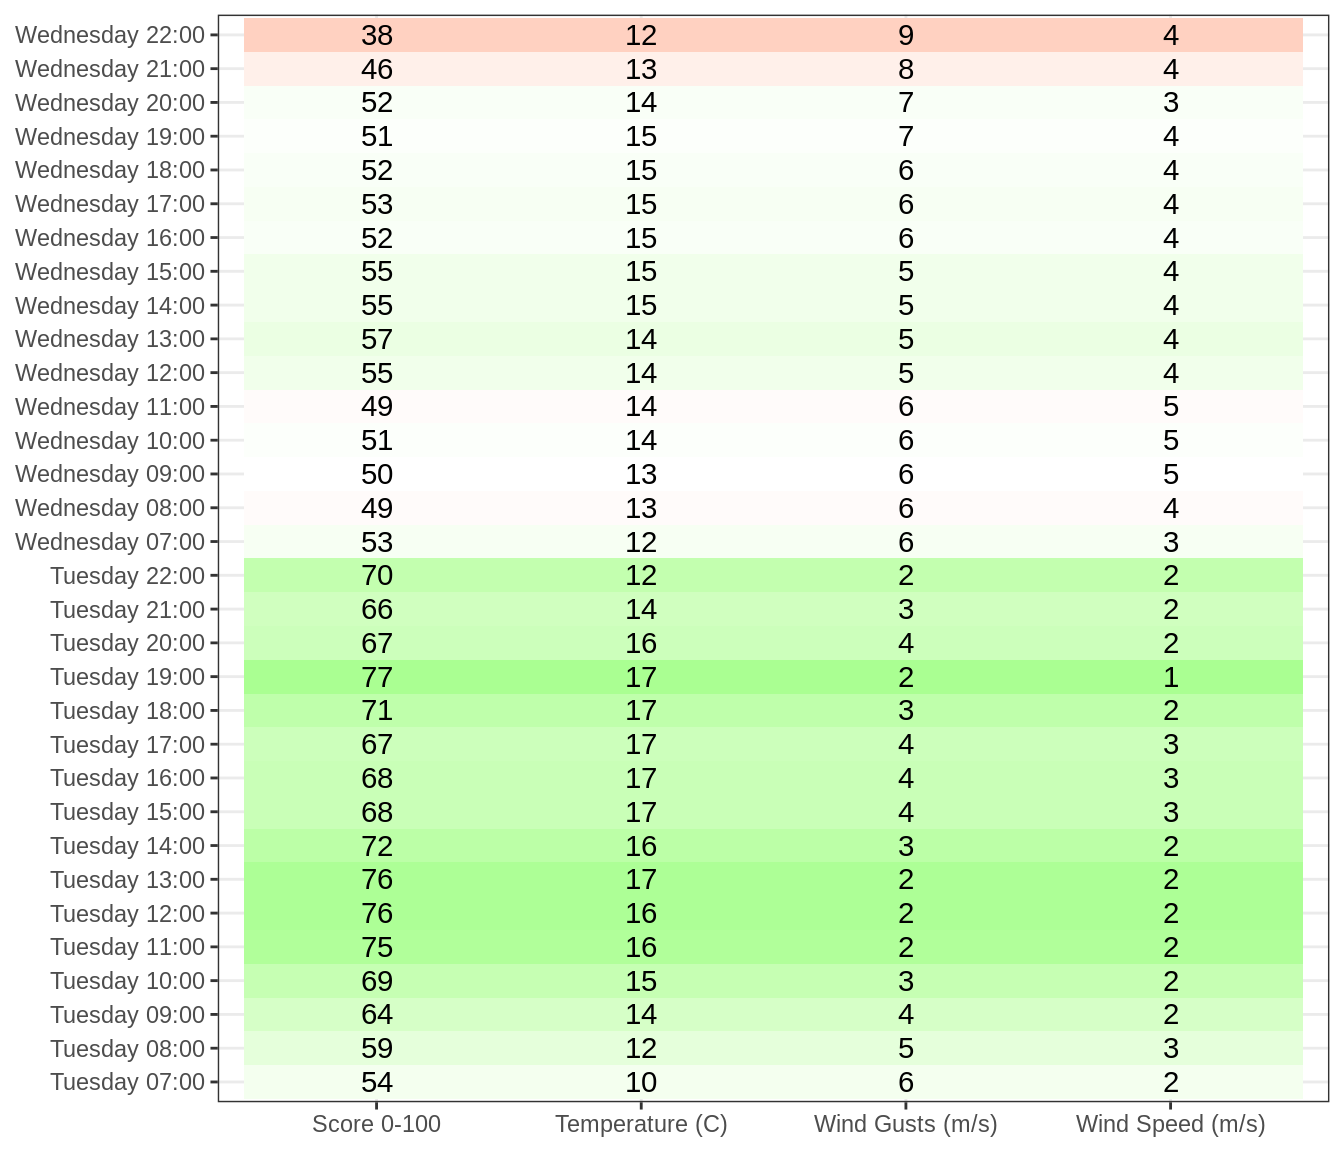 Wednesday 22:00 38 12 9 4
Wednesday 21:00 46 13 8 4
Wednesday 20:00 52 14 7 3
Wednesday 19:00 51 15 7 4
Wednesday 18:00 52 15 6 4
Wednesday 17:00 53 15 6 4
Wednesday 16:00 52 15 6 4
Wednesday 15:00 55 15 5 4
Wednesday 14:00 55 15 5 4
Wednesday 13:00 57 14 5 4
Wednesday 12:00 55 14 5 4
Wednesday 11:00 49 14 6 5
Wednesday 10:00 51 14 6 5
Wednesday 09:00 50 13 6 5
Wednesday 08:00 49 13 6 4
Wednesday 07:00 53 12 6 3
Tuesday 22:00 70 12 2 2
Tuesday 21:00 66 14 3 2
Tuesday 20:00 67 16 4 2
Tuesday 19:00 77 17 2 1
Tuesday 18:00 71 17 3 2
Tuesday 17:00 67 17 4 3
Tuesday 16:00 68 17 4 3
Tuesday 15:00 68 17 4 3
Tuesday 14:00 72 16 3 2
Tuesday 13:00 76 17 2 2
Tuesday 12:00 76 16 2 2
Tuesday 11:00 75 16 2 2
Tuesday 10:00 69 15 3 2
Tuesday 09:00 64 14 4 2
Tuesday 08:00 59 12 5 3
Tuesday 07:00 54 10 6 2
Score 0-100 Temperature (C) Wind Gusts (m/s) Wind Speed (m/s)